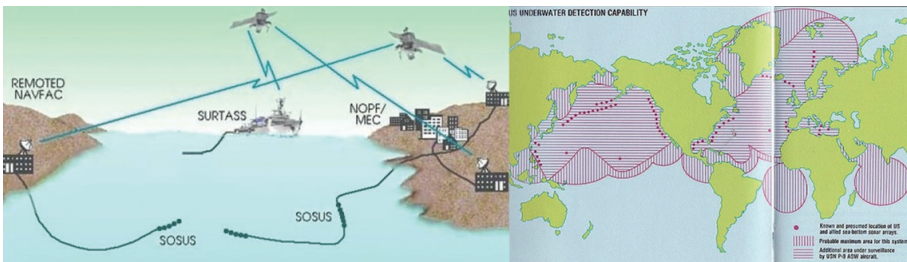 REMOTED
NAVFAC
SURTASS
NOPF/
MEC
SOSUS
SOSUS
US UNDERWATER DETECTION CAPABILITY
Known and presumed location of US
and allied sea-bottom sonar arrays.
Probable maximum area for this system
Additional area under surveillance
by USN P-3 ASW aircraft.